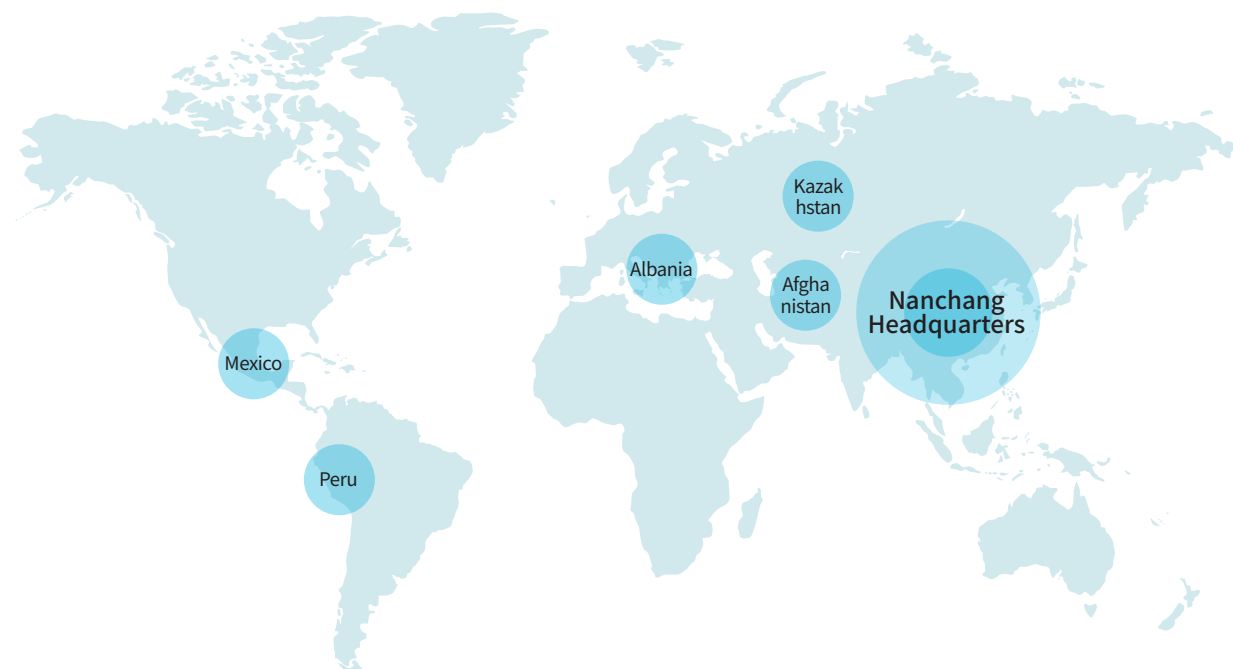 Kazak
hstan
Albania
Afgha
nistan
Nanchang
Headquarters
Mexico
Peru